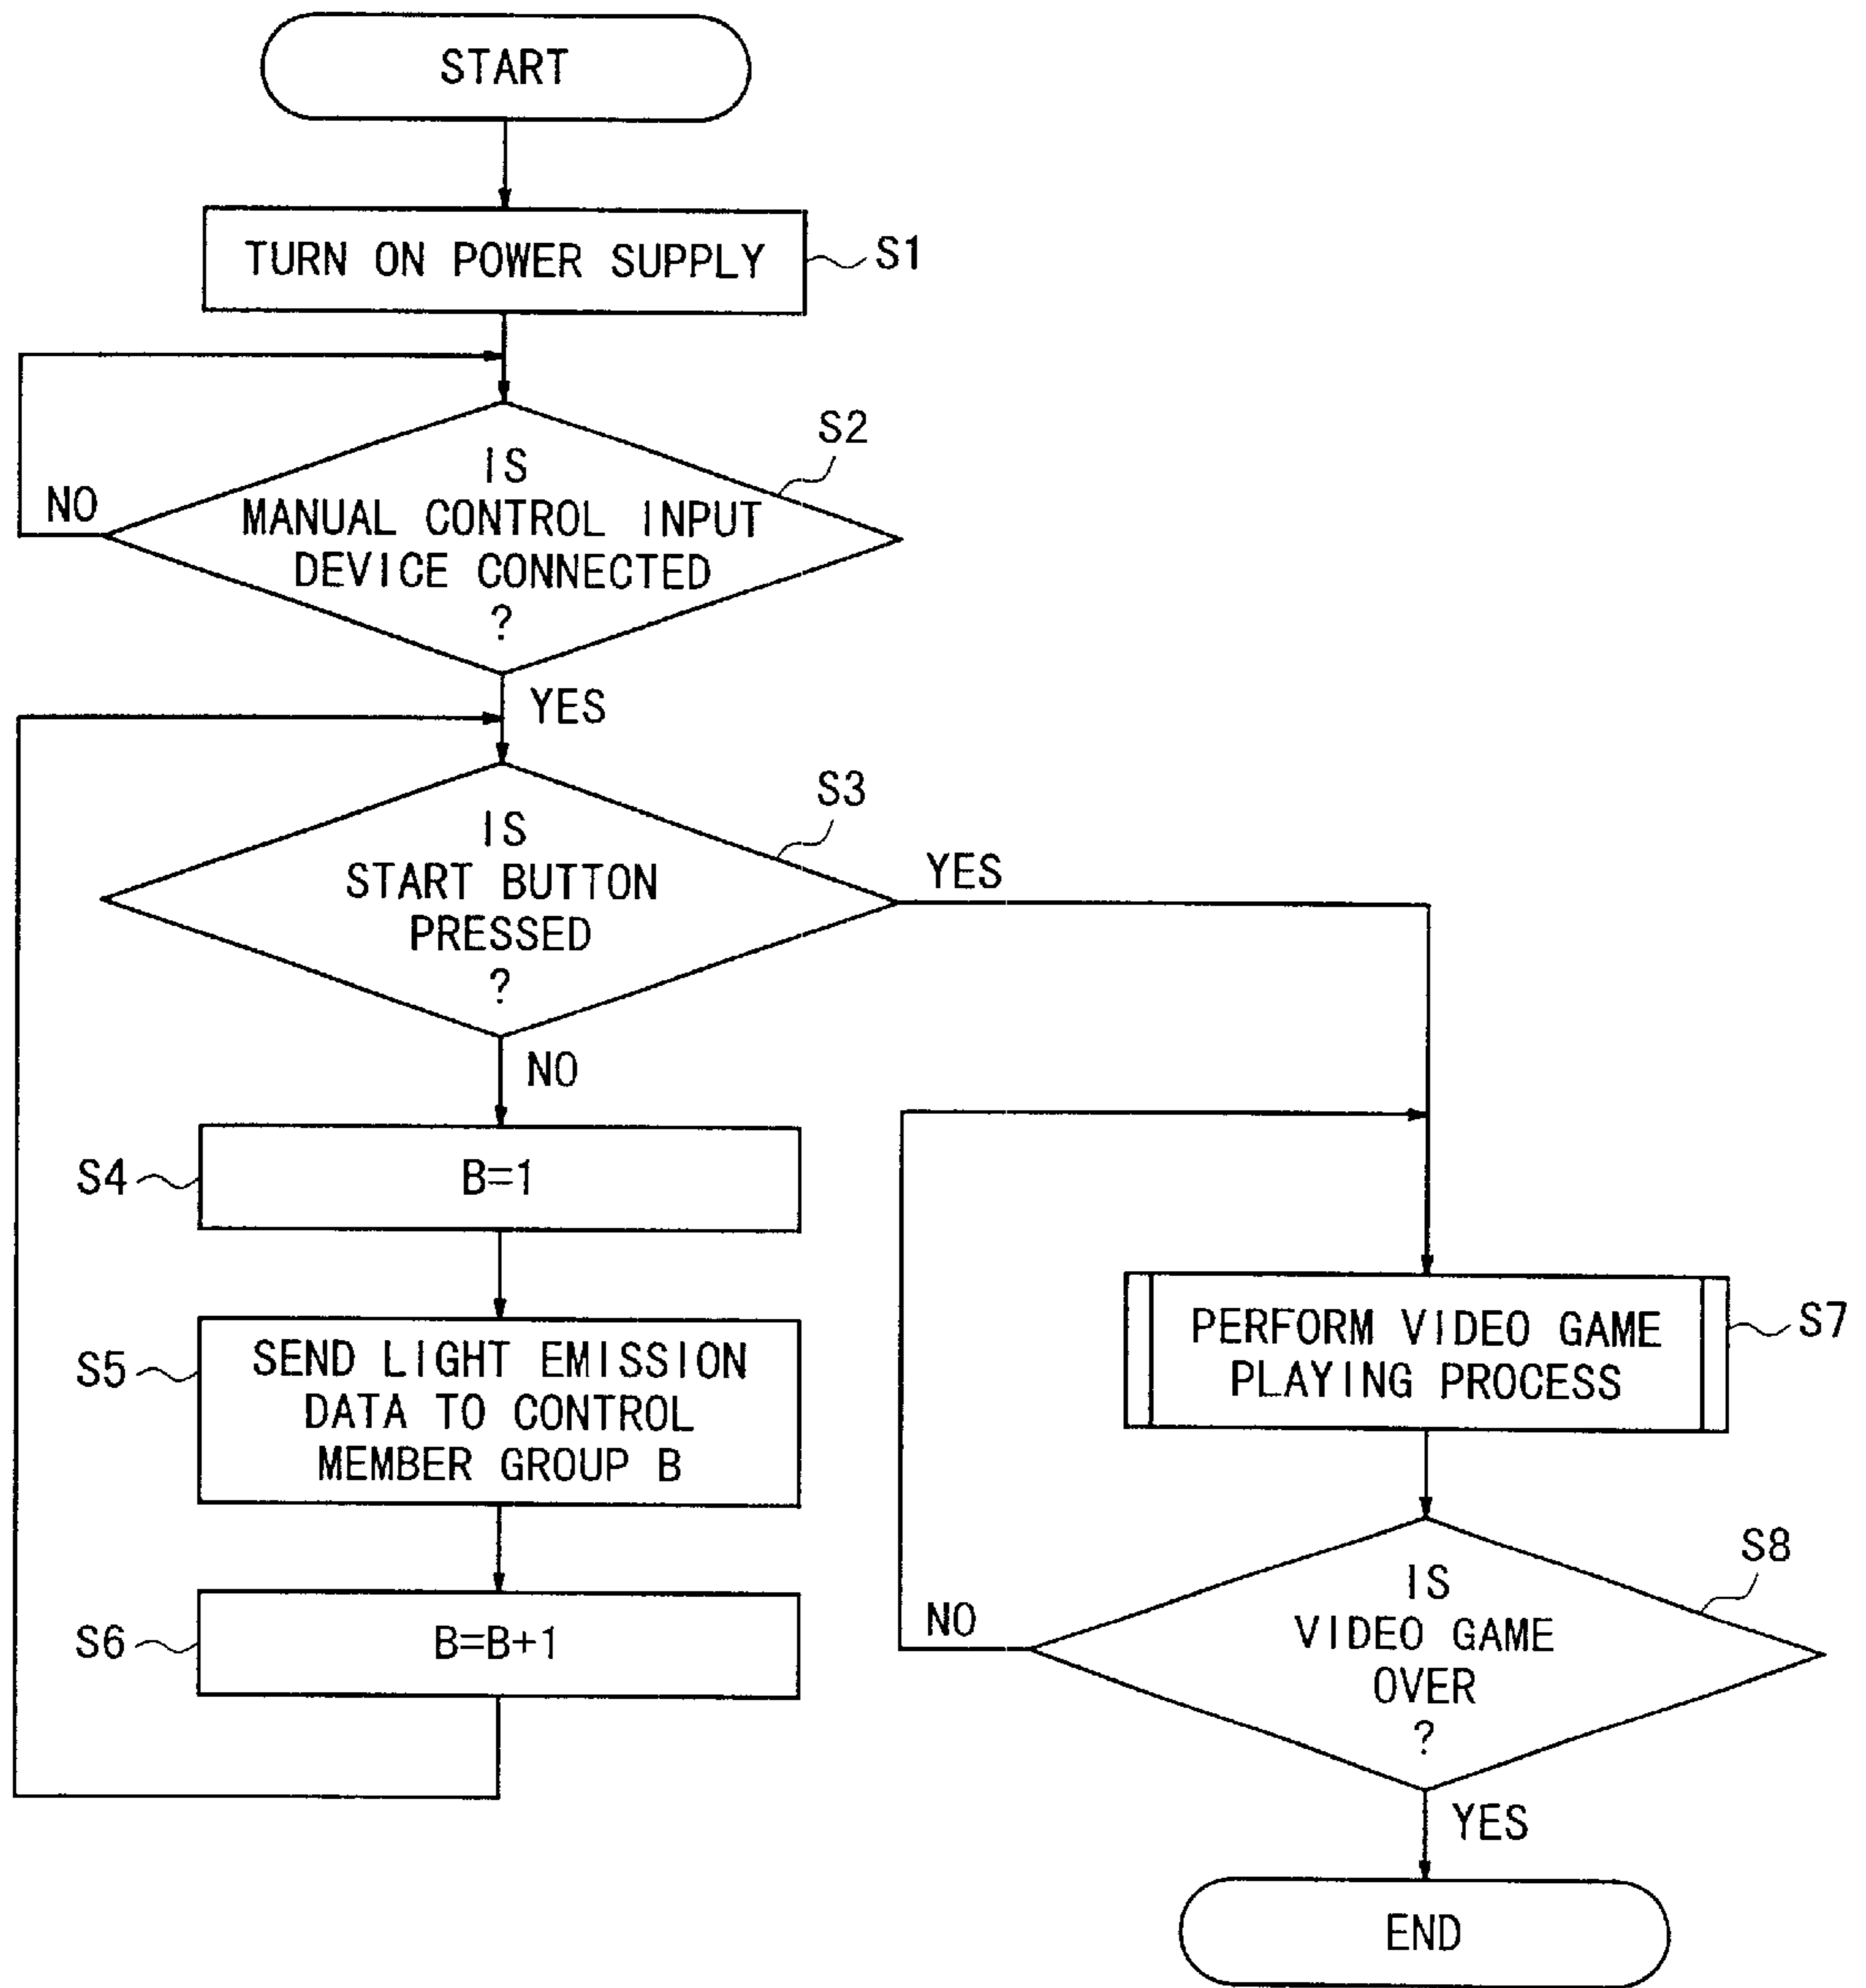 START
TURN ON POWER SUPPLY
S1
S2
IS
MANUAL CONTROL INPUT
DEVICE CONNECTED
?
NO
YES
S3
IS
START BUTTON
PRESSED
?
YES
NO
S4
B=1
S5
SEND LIGHT EMISSION
DATA TO CONTROL
MEMBER GROUP B
S6
B=B+1
PERFORM VIDEO GAME
PLAYING PROCESS
S7
S8
IS
VIDEO GAME
OVER
?
NO
YES
END